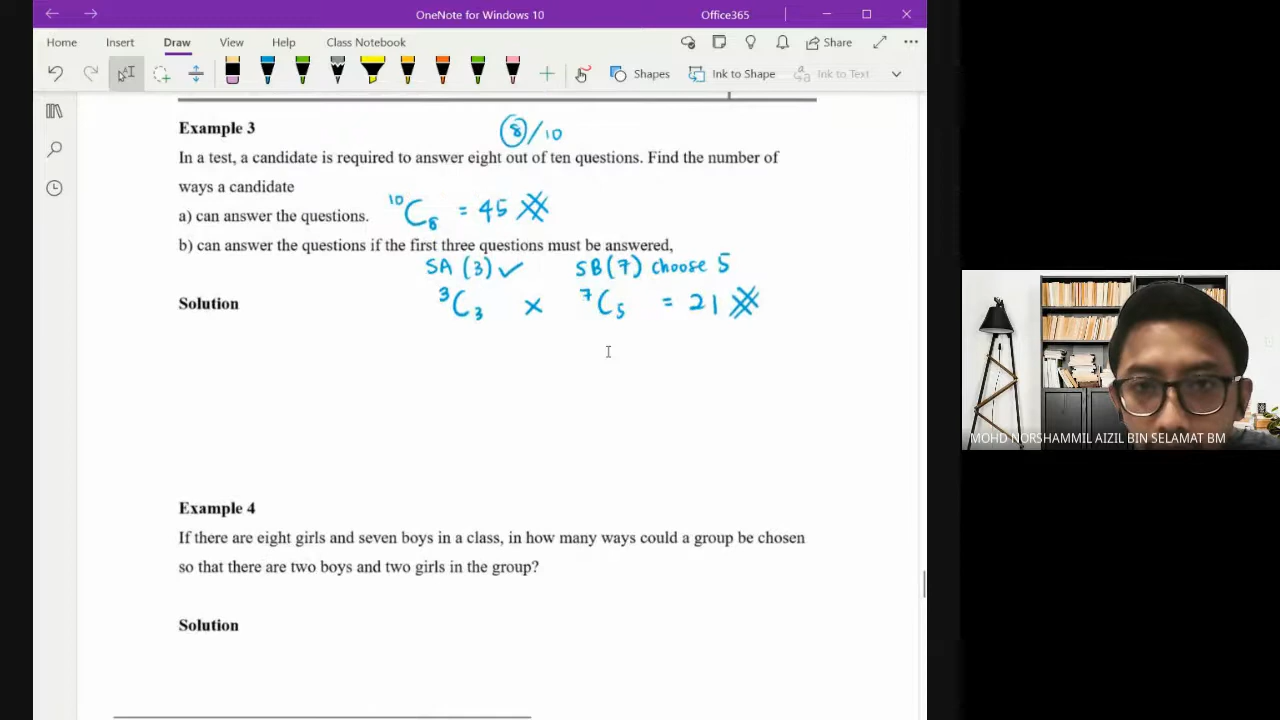 OneNote for Windows 10
Office365
Home Insert Draw View Help Class Notebook
Share
Shapes Ink to Shape Ink to Text
Example 3
8/10
In a test, a candidate is required to answer eight out of ten questions. Find the number of
ways a candidate
a) can answer the questions. ¹⁰C₈ = 45
b) can answer the questions if the first three questions must be answered,
SA (3) ✓ SB (7) choose 5
Solution ³C₃ × ⁷C₅ = 21
Example 4
If there are eight girls and seven boys in a class, in how many ways could a group be chosen
so that there are two boys and two girls in the group?
Solution
MOHD NORSHAMMIL AIZIL BIN SELAMAT BM